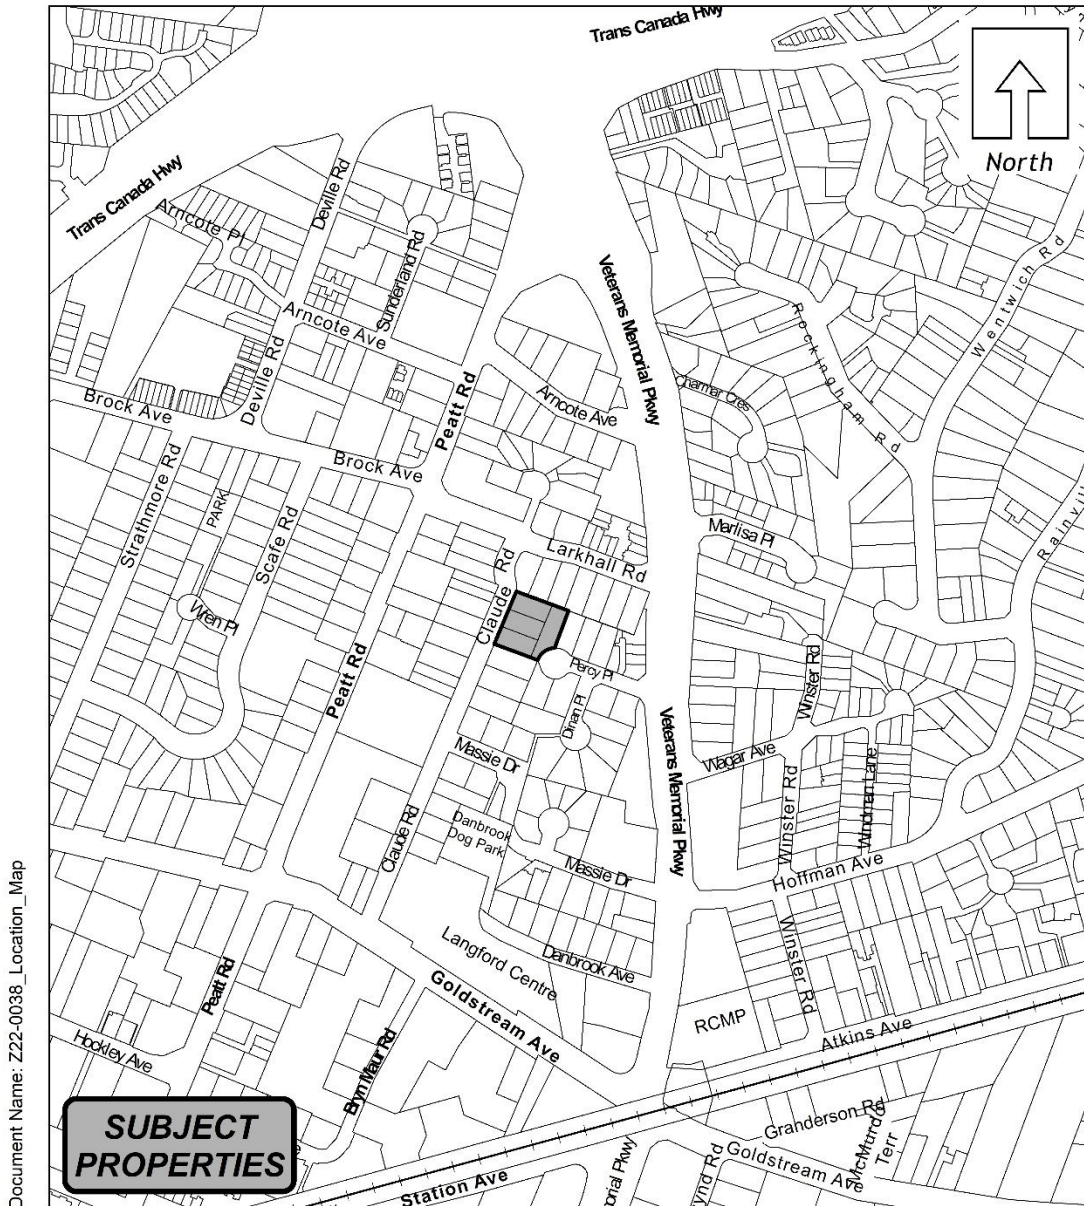 Trans Canada Hwy
North
Trans Canada Hwy
Deville Rd
Arncote Pl
Sunderland Rd
Arncote Ave
Deville Rd
Brock Ave
Peatt Rd
Arncote Ave
Veterans Memorial Pkwy
Charmar Cres
Rockingham Rd
Wentwich Rd
Brock Ave
Strathmore Rd
PARK
Scafe Rd
Wren Pl
Larkhall Rd
Claude Rd
Marlisa Pl
Peatt Rd
Percy Pl
Dinan Pl
Winster Rd
Veterans Memorial Pkwy
Wagar Ave
Massie Dr
Winster Rd
Windman Lane
Claude Rd
Danbrook
Dog Park
Massie Dr
Hoffman Ave
Langford Centre
Danbrook Ave
Winster Rd
Peatt Rd
Goldstream Ave
RCMP
Atkins Ave
Hockley Ave
Bryn Maur Rd
Granderson Rd
McMurdo
Terr
Goldstream Ave
Station Ave
SUBJECT
PROPERTIES
Document Name: Z22-0038_Location_Map